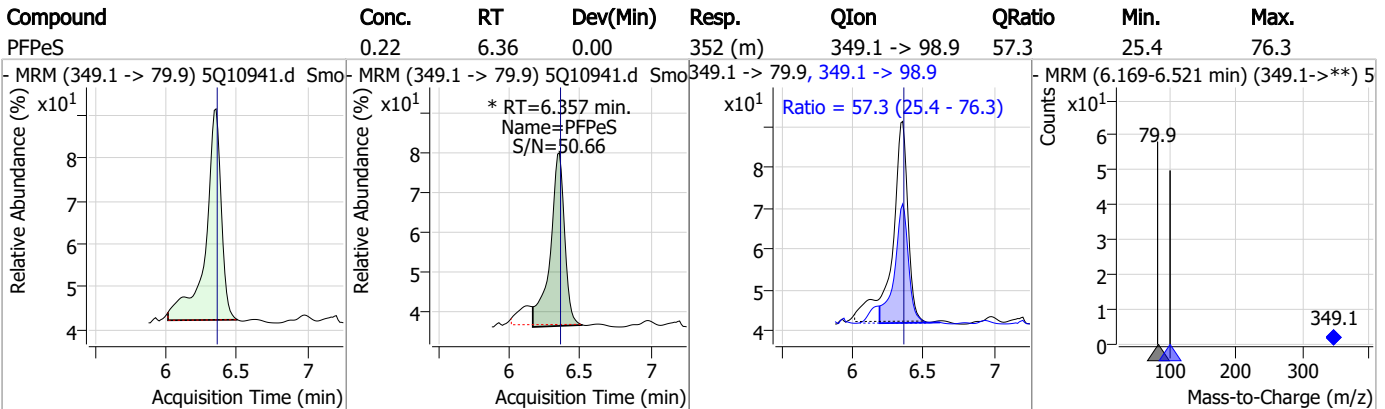 Compound Conc. RT Dev(Min) Resp. QIon QRatio Min. Max.
PFPeS 0.22 6.36 0.00 352 (m) 349.1 -> 98.9 57.3 25.4 76.3
- MRM (349.1 -> 79.9) 5Q10941.d Smo
x10¹
Relative Abundance (%)
8
7
6
5
4
6 6.5 7
Acquisition Time (min)
- MRM (349.1 -> 79.9) 5Q10941.d Smo
x10¹
* RT=6.357 min.
Name=PFPeS
S/N=50.66
Relative Abundance (%)
8
7
6
5
4
6 6.5 7
Acquisition Time (min)
349.1 -> 79.9, 349.1 -> 98.9
x10¹
Ratio = 57.3 (25.4 - 76.3)
Relative Abundance (%)
8
7
6
5
4
6 6.5 7
Acquisition Time (min)
- MRM (6.169-6.521 min) (349.1->**) 5
x10¹
Counts
79.9
349.1
6
5
4
3
2
1
0
100 200 300
Mass-to-Charge (m/z)